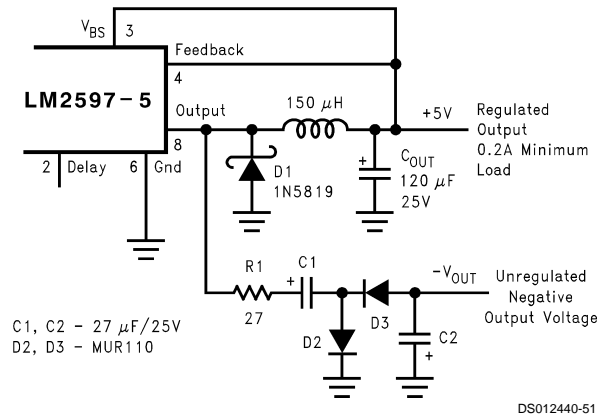 V_BS 3
Feedback
4
LM2597-5
Output
8
150 μH
+5V
Regulated
Output
0.2A Minimum
Load
2 Delay
6 Gnd
D1
1N5819
+
C_OUT
120 μF
25V
R1
27
+
C1
-V_OUT
Unregulated
Negative
Output Voltage
D2
D3
C2
+
C1, C2 - 27 μF/25V
D2, D3 - MUR110
DS012440-51